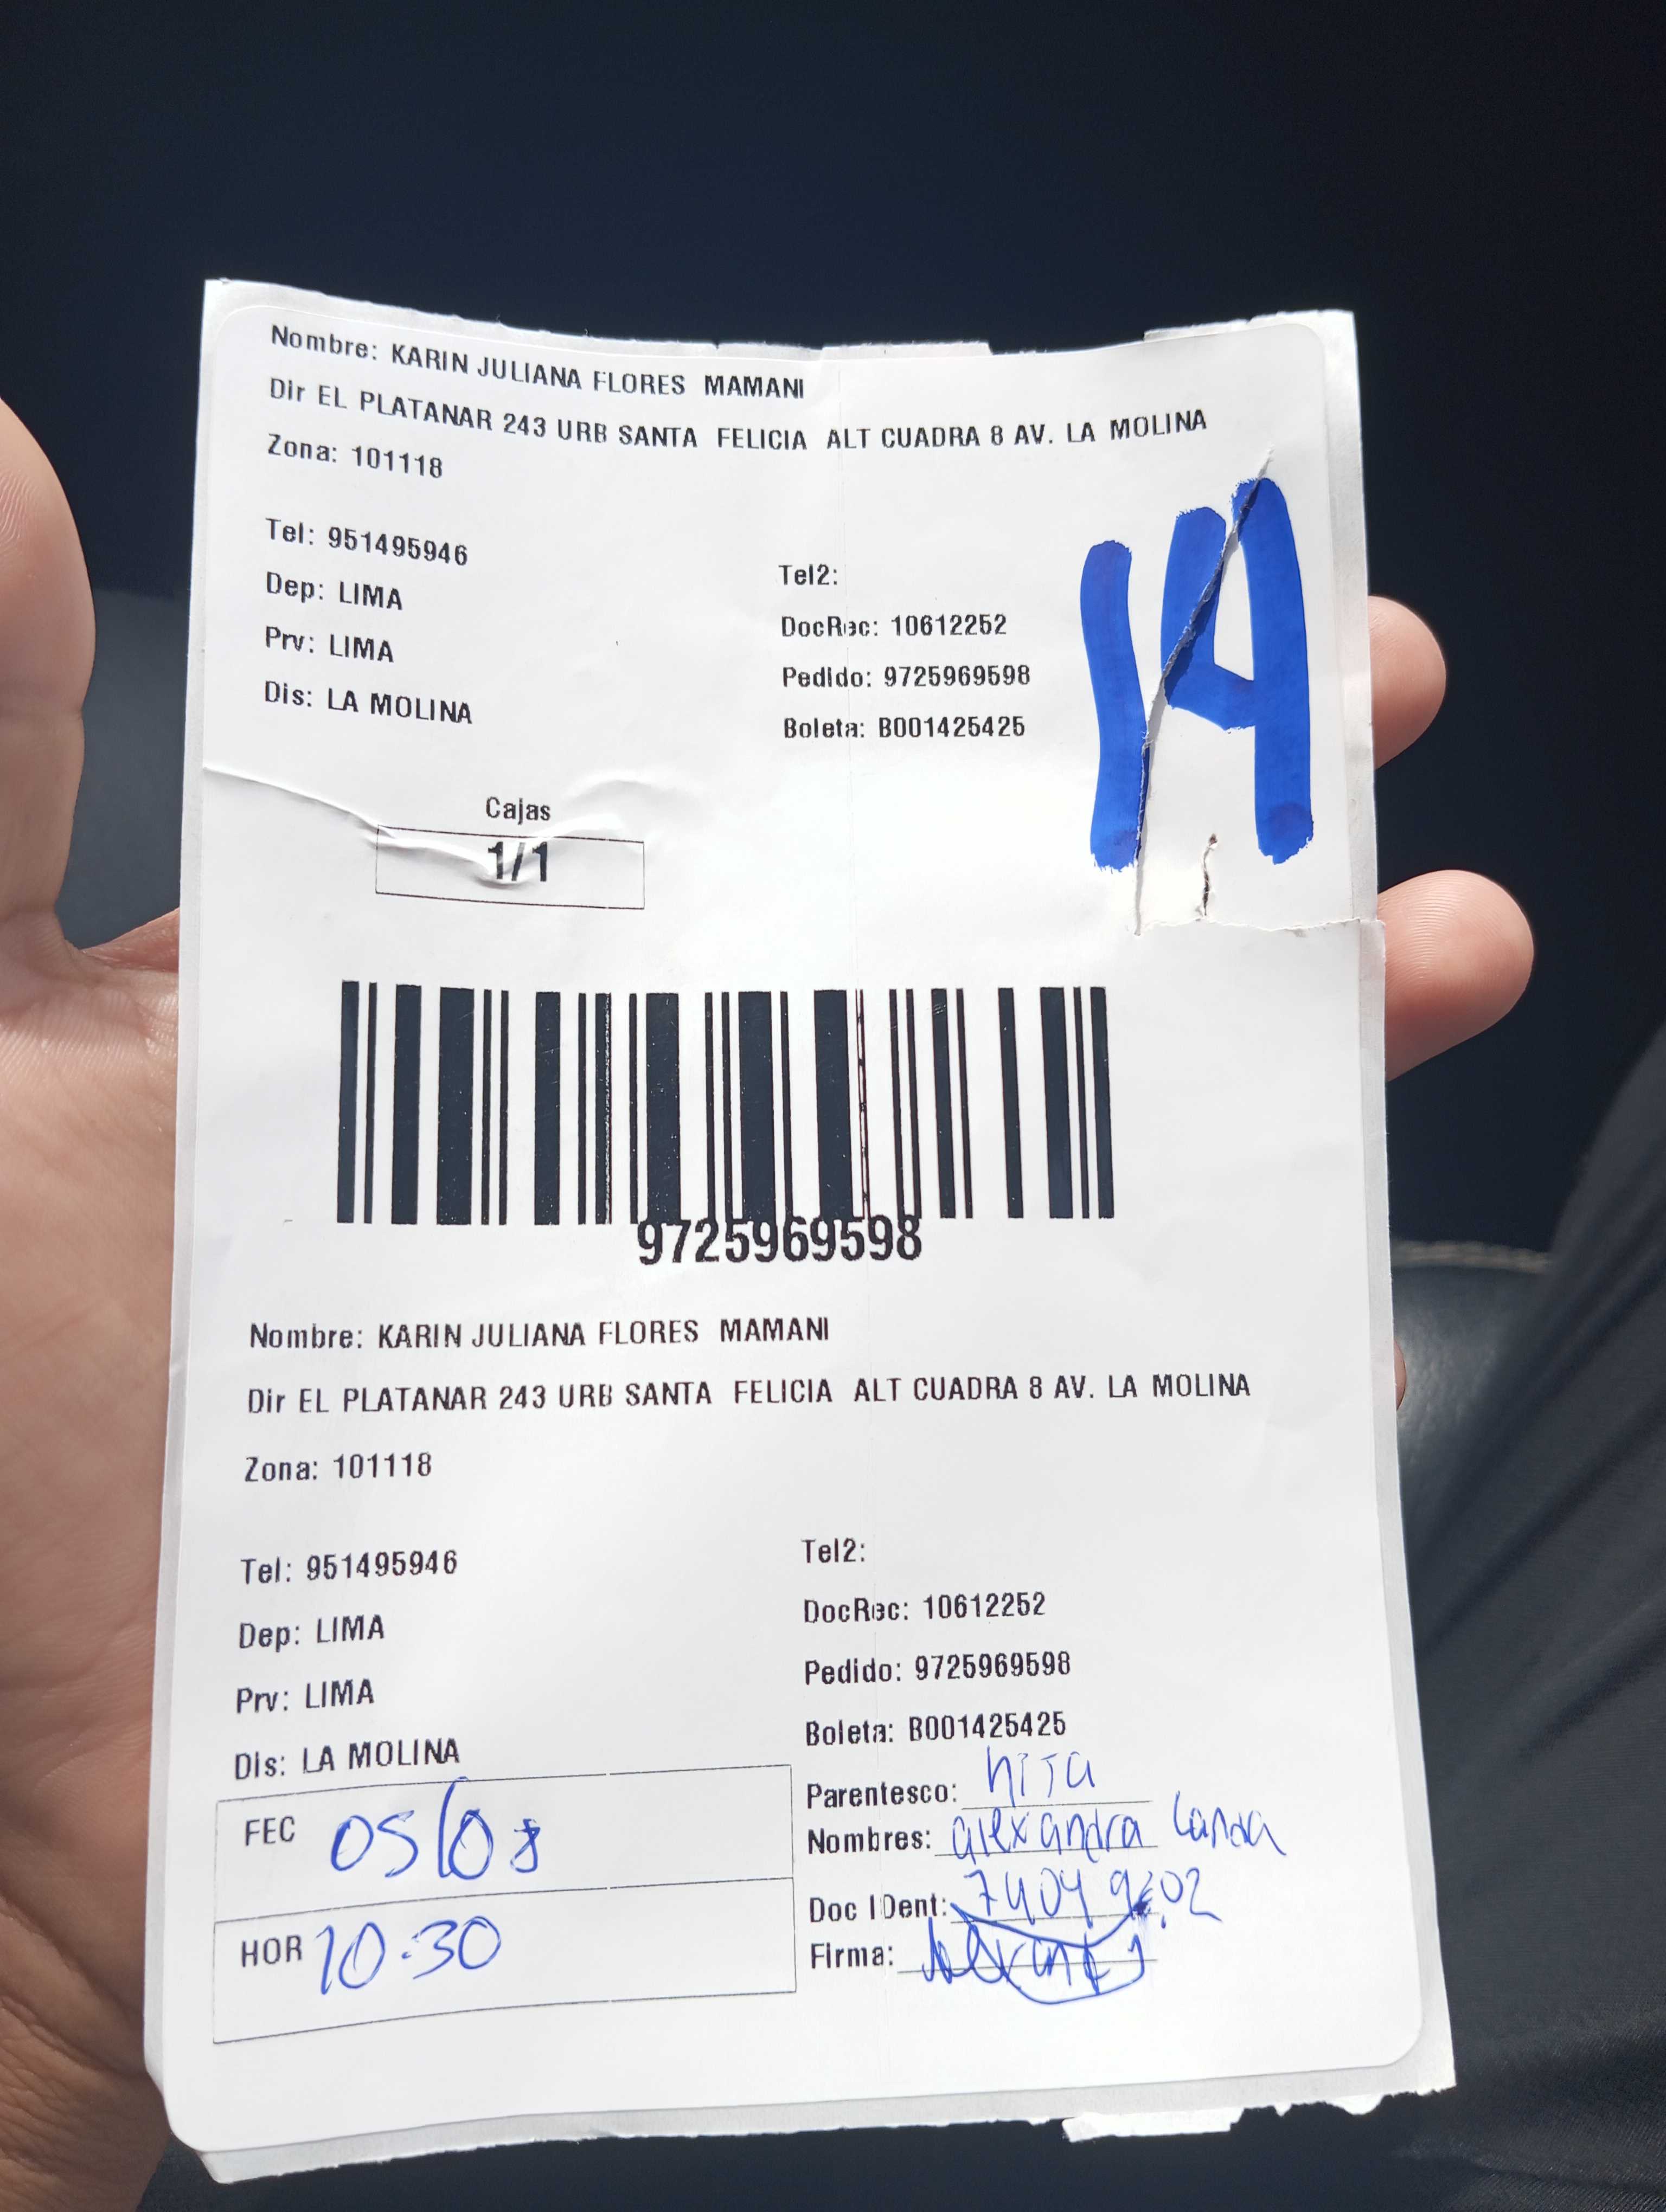 Nombre: KARIN JULIANA FLORES MAMANI
Dir EL PLATANAR 243 URB SANTA FELICIA ALT CUADRA 8 AV. LA MOLINA
Zona: 101118
Tel: 951495946
Tel2:
Dep: LIMA
DocRec: 10612252
Prv: LIMA
Pedido: 9725969598
Dis: LA MOLINA
Boleta: B001425425
14
Cajas
1/1
9725969598
Nombre: KARIN JULIANA FLORES MAMANI
Dir EL PLATANAR 243 URB SANTA FELICIA ALT CUADRA 8 AV. LA MOLINA
Zona: 101118
Tel: 951495946
Tel2:
Dep: LIMA
DocRec: 10612252
Prv: LIMA
Pedido: 9725969598
Dis: LA MOLINA
Boleta: B001425425
Parentesco: hija
FEC 05/08
Nombres: alexandra Landa
Doc IDent:
HOR 10:30
Firma: